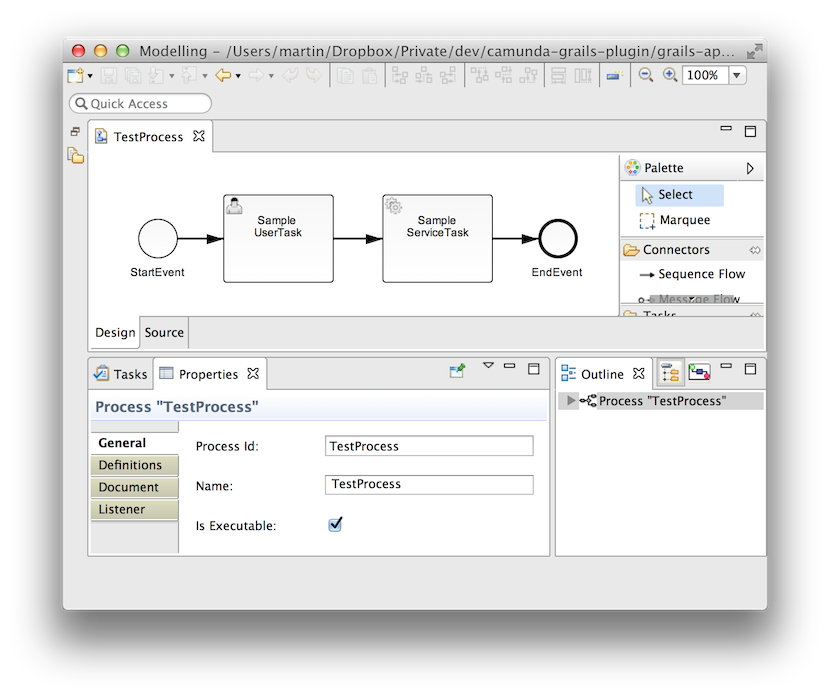 Modelling – /Users/martin/Dropbox/Private/dev/camunda-grails-plugin/grails-ap...
100%
Quick Access
TestProcess
Palette
Select
Marquee
Connectors
Sequence Flow
Message Flow
Tasks
Sample
UserTask
Sample
ServiceTask
StartEvent
EndEvent
Design
Source
Tasks
Properties
Process "TestProcess"
General
Definitions
Document
Listener
Process Id:
TestProcess
Name:
TestProcess
Is Executable:
Outline
Process "TestProcess"